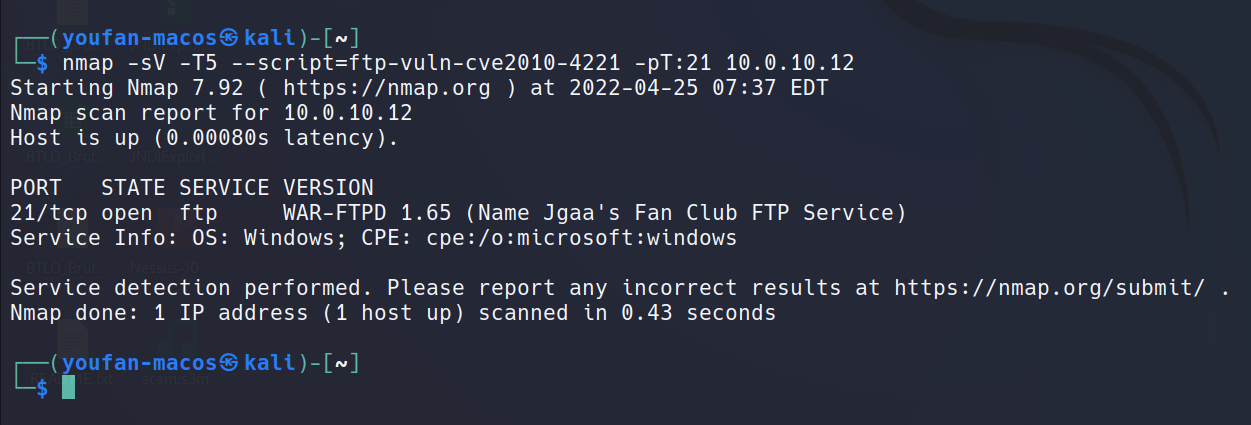 ┌──(youfan-macos㉿kali)-[~]
└─$ nmap -sV -T5 --script=ftp-vuln-cve2010-4221 -pT:21 10.0.10.12
Starting Nmap 7.92 ( https://nmap.org ) at 2022-04-25 07:37 EDT
Nmap scan report for 10.0.10.12
Host is up (0.00080s latency).
PORT   STATE SERVICE VERSION
21/tcp open  ftp     WAR-FTPD 1.65 (Name Jgaa's Fan Club FTP Service)
Service Info: OS: Windows; CPE: cpe:/o:microsoft:windows
Service detection performed. Please report any incorrect results at https://nmap.org/submit/ .
Nmap done: 1 IP address (1 host up) scanned in 0.43 seconds
┌──(youfan-macos㉿kali)-[~]
└─$